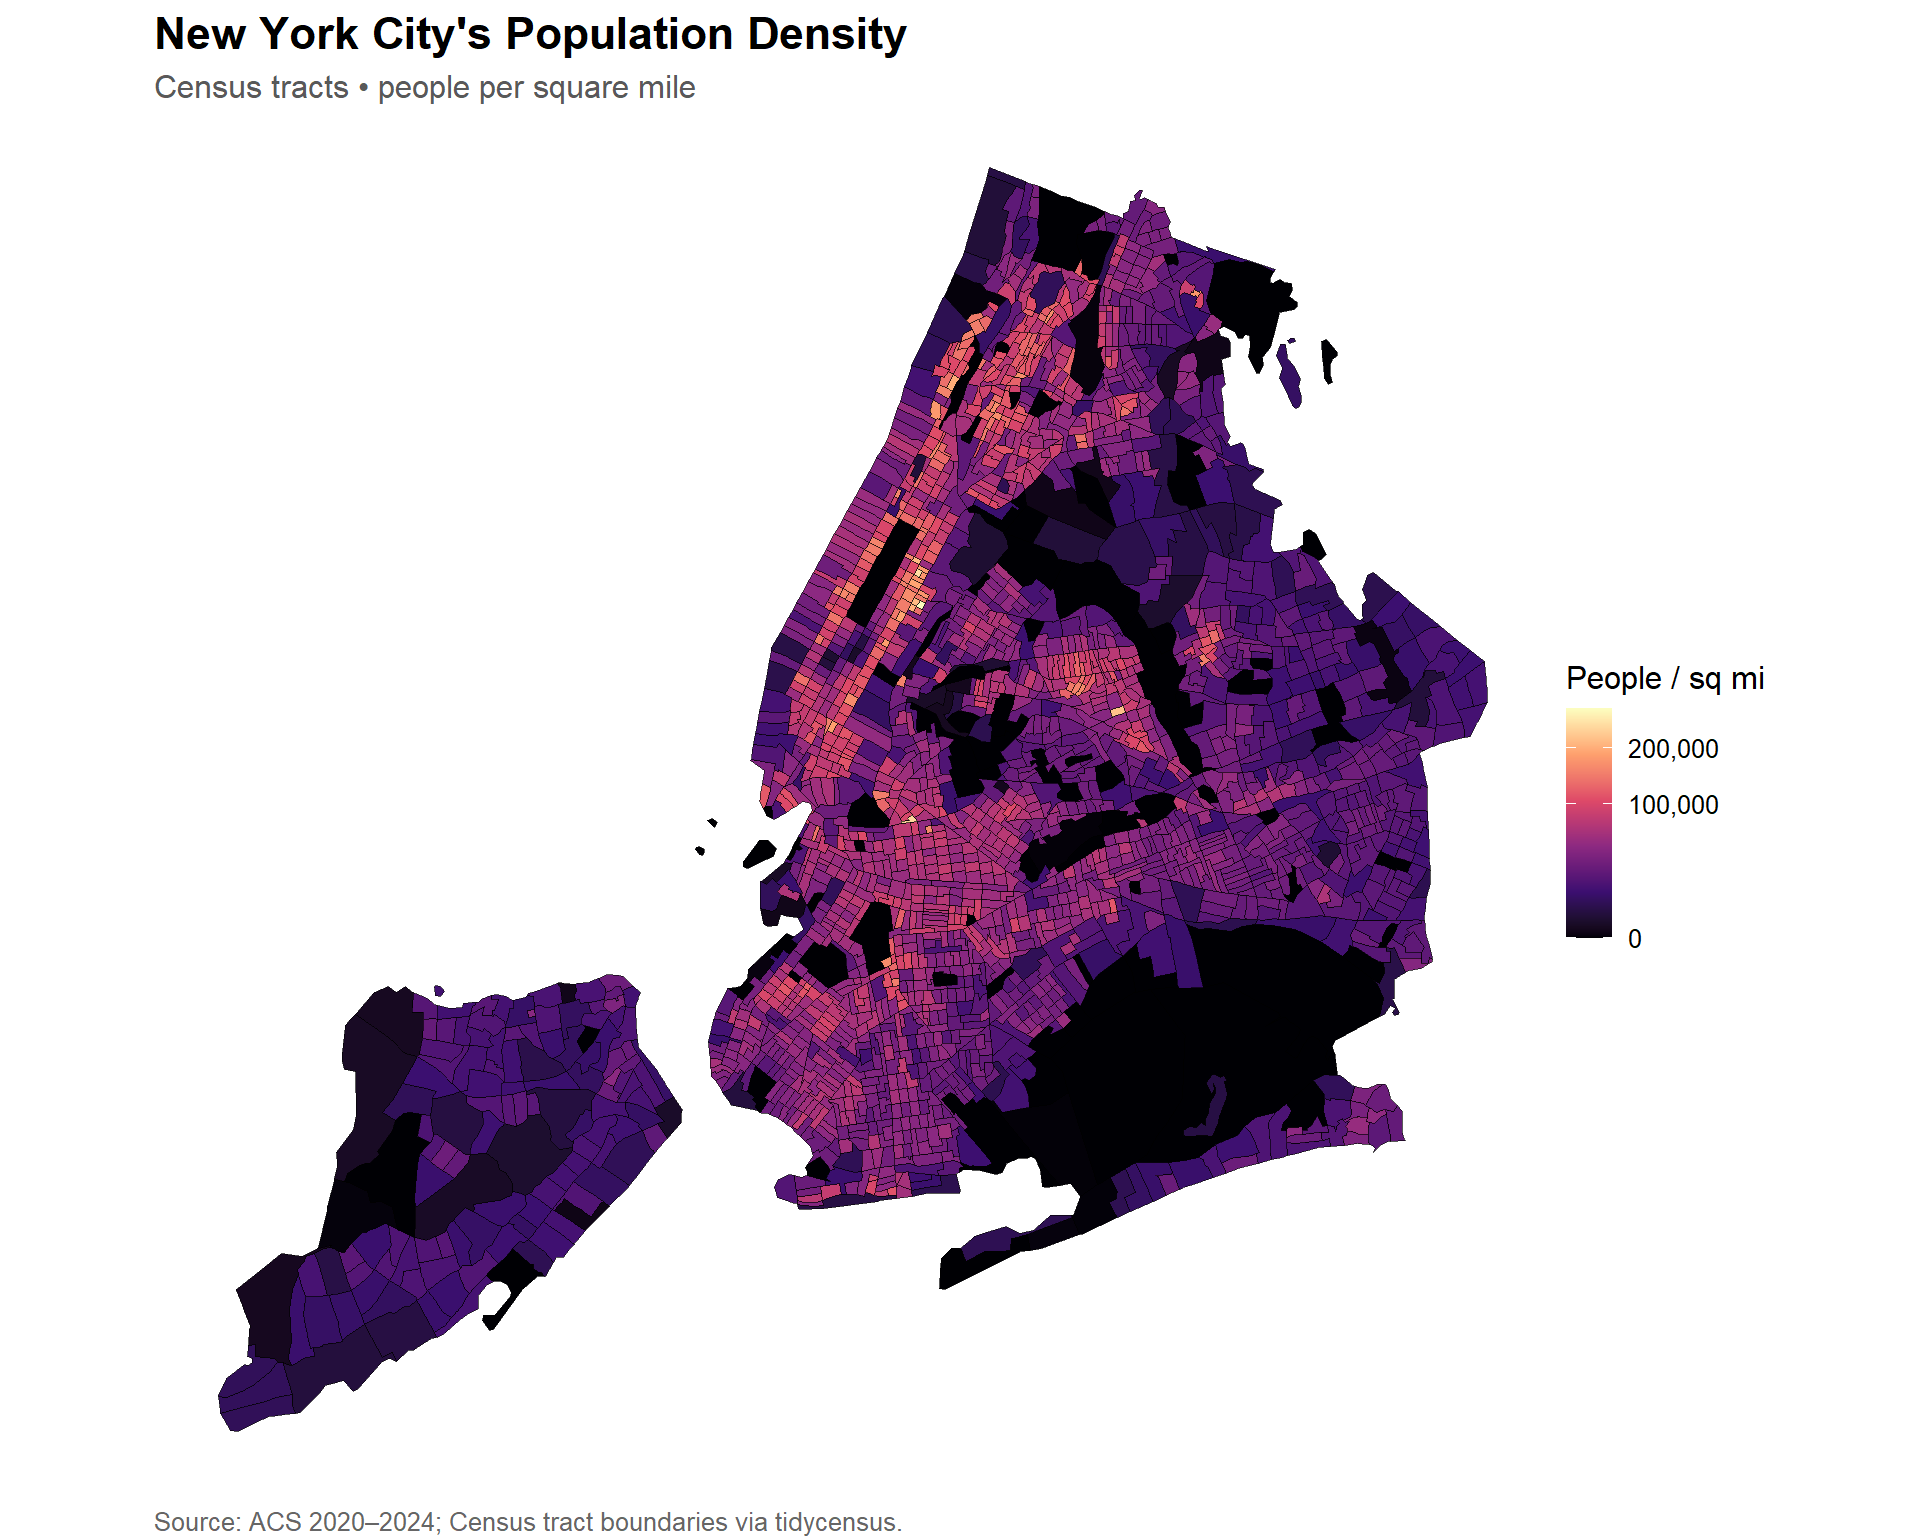 New York City's Population Density
Census tracts • people per square mile
People / sq mi
200,000
100,000
0
Source: ACS 2020–2024; Census tract boundaries via tidycensus.